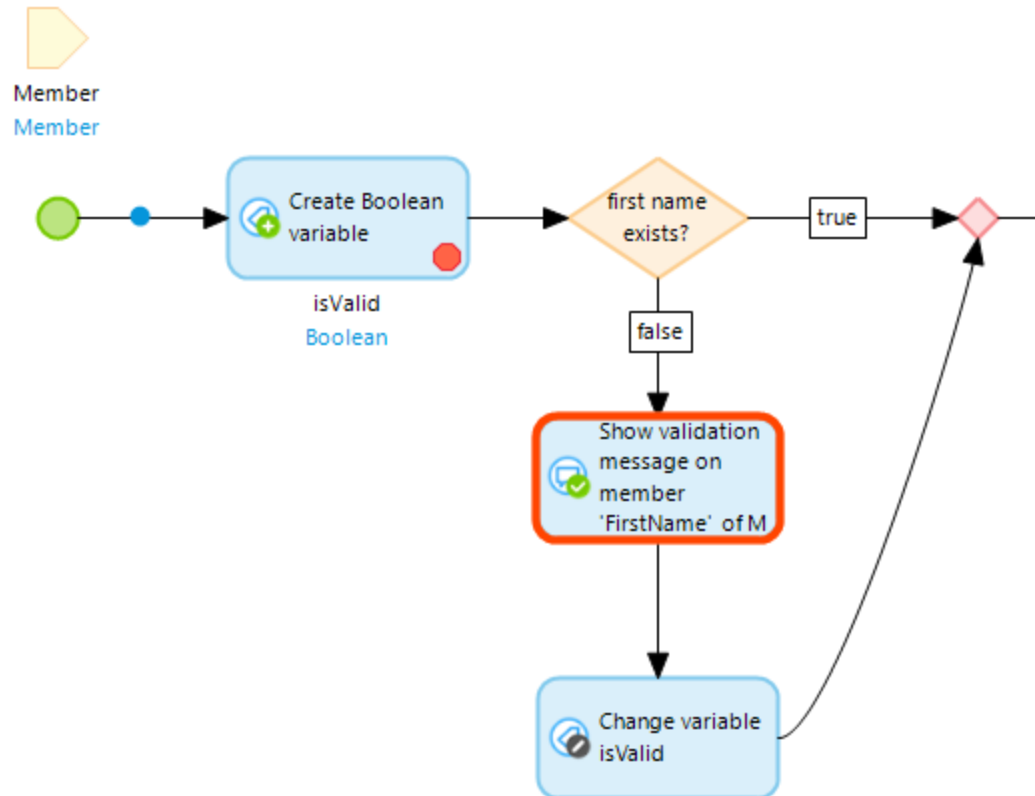 Member
Member
Create Boolean
variable
isValid
Boolean
first name
exists?
true
false
Show validation
message on
member
'FirstName' of M
Change variable
isValid